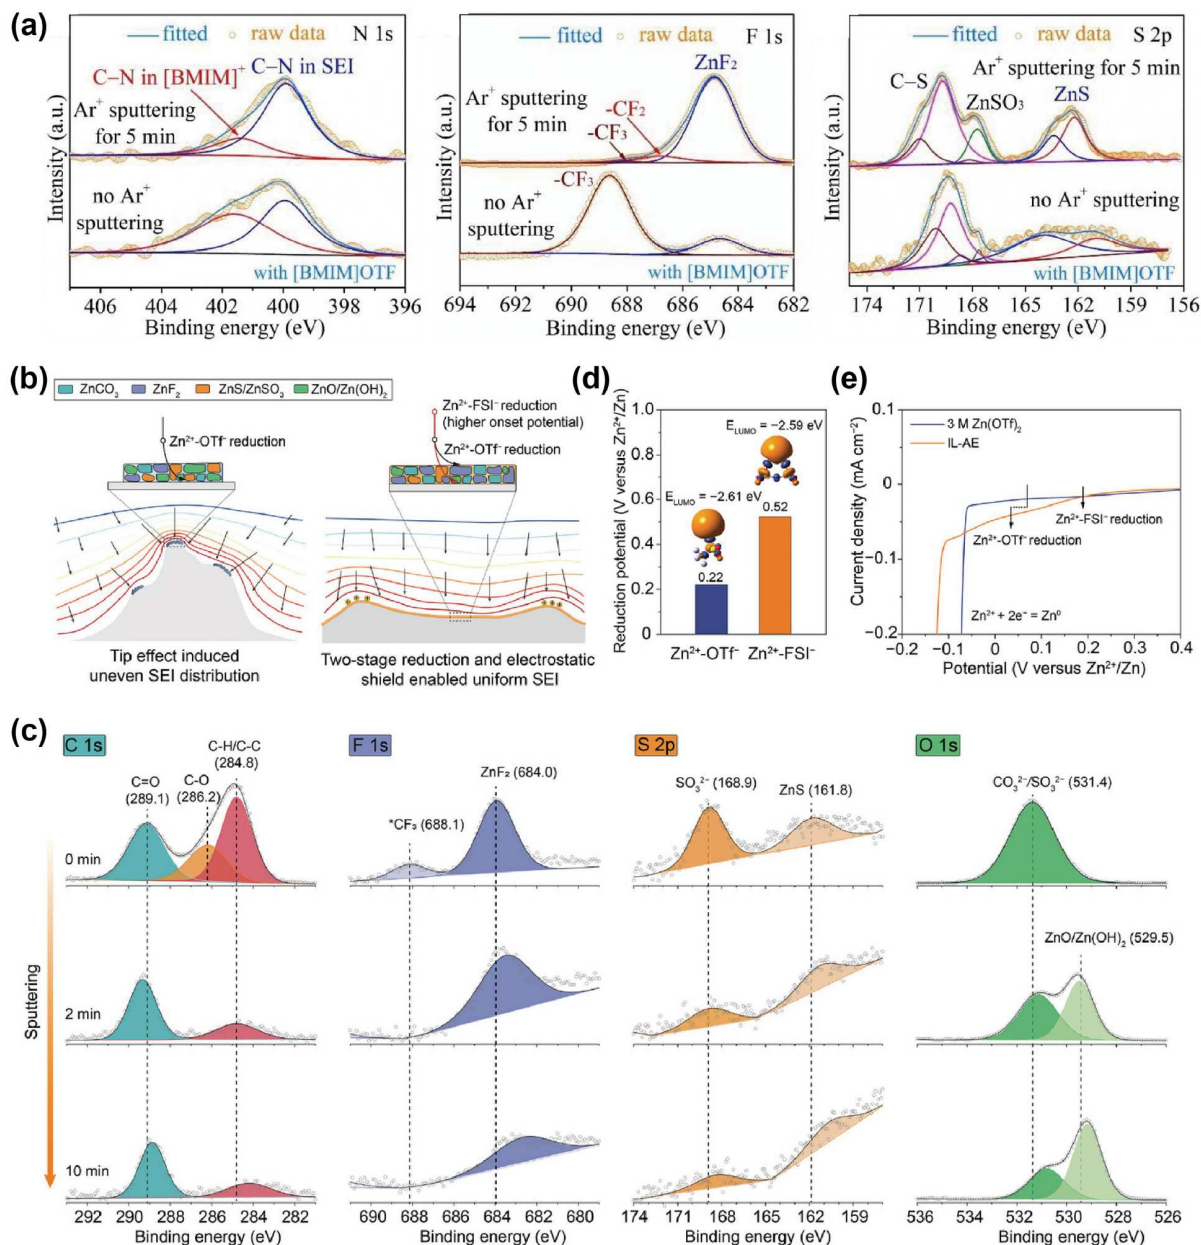 (a)
fitted
raw data
N 1s
C–N in [BMIM]⁺
C–N in SEI
Ar⁺ sputtering
for 5 min
no Ar⁺
sputtering
with [BMIM]OTF
Intensity (a.u.)
406 404 402 400 398 396
Binding energy (eV)
fitted
raw data
F 1s
ZnF₂
Ar⁺ sputtering
for 5 min
-CF₂
-CF₃
-CF₃
no Ar⁺
sputtering
with [BMIM]OTF
Intensity (a.u.)
694 692 690 688 686 684 682
Binding energy (eV)
fitted
raw data
S 2p
Ar⁺ sputtering for 5 min
C–S
ZnSO₃
ZnS
no Ar⁺ sputtering
with [BMIM]OTF
Intensity (a.u.)
174 171 168 165 162 159 156
Binding energy (eV)
(b)
ZnCO₃
ZnF₂
ZnS/ZnSO₃
ZnO/Zn(OH)₂
Zn²⁺-OTf⁻ reduction
Zn²⁺-FSI⁻ reduction
(higher onset potential)
Zn²⁺-OTf⁻ reduction
Tip effect induced
uneven SEI distribution
Two-stage reduction and electrostatic
shield enabled uniform SEI
(d)
Reduction potential (V versus Zn²⁺/Zn)
1.0
0.8
0.6
0.4
0.2
0
E_LUMO = −2.59 eV
E_LUMO = −2.61 eV
0.52
0.22
Zn²⁺-OTf⁻ Zn²⁺-FSI⁻
(e)
Current density (mA cm⁻²)
0.1
0
−0.1
−0.2
3 M Zn(OTf)₂
IL-AE
Zn²⁺-FSI⁻ reduction
Zn²⁺-OTf⁻ reduction
Zn²⁺ + 2e⁻ = Zn⁰
−0.2 −0.1 0 0.1 0.2 0.3 0.4
Potential (V versus Zn²⁺/Zn)
(c)
Sputtering
0 min
2 min
10 min
C 1s
C-H/C-C
(284.8)
C=O
(289.1)
C-O
(286.2)
292 290 288 286 284 282
Binding energy (eV)
F 1s
ZnF₂ (684.0)
*CF₃ (688.1)
690 688 686 684 682 680
Binding energy (eV)
S 2p
SO₃²⁻ (168.9)
ZnS (161.8)
174 171 168 165 162 159 157
Binding energy (eV)
O 1s
CO₃²⁻/SO₃²⁻ (531.4)
ZnO/Zn(OH)₂ (529.5)
536 534 532 530 528 526
Binding energy (eV)